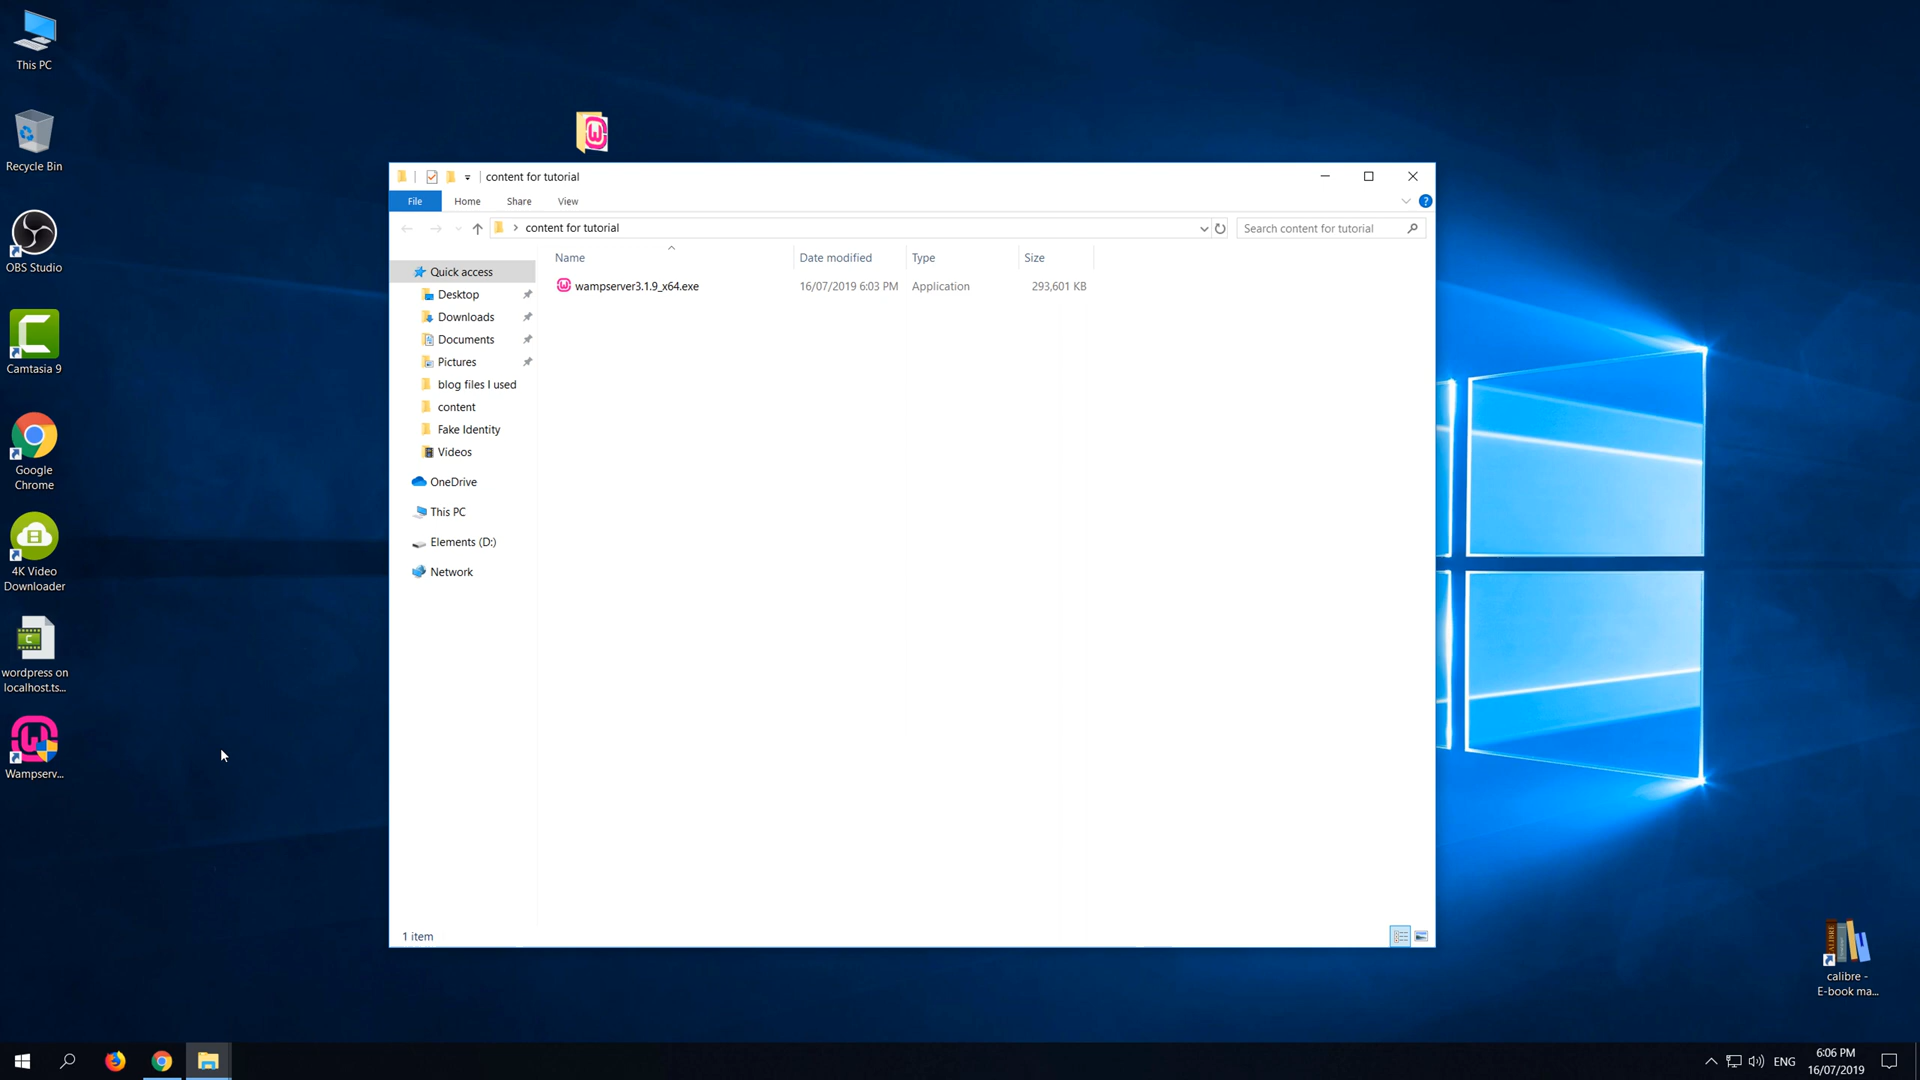 This PC
Recycle Bin
OBS Studio
Camtasia 9
Google
Chrome
4K Video
Downloader
wordpress on
localhost.ts...
Wampserv...
content for tutorial
File
Home
Share
View
content for tutorial
Search content for tutorial
Name
Date modified
Type
Size
wampserver3.1.9_x64.exe
16/07/2019 6:03 PM
Application
293,601 KB
Quick access
Desktop
Downloads
Documents
Pictures
blog files I used
content
Fake Identity
Videos
OneDrive
This PC
Elements (D:)
Network
1 item
CALIBRE
calibre -
E-book ma...
ENG
6:06 PM
16/07/2019